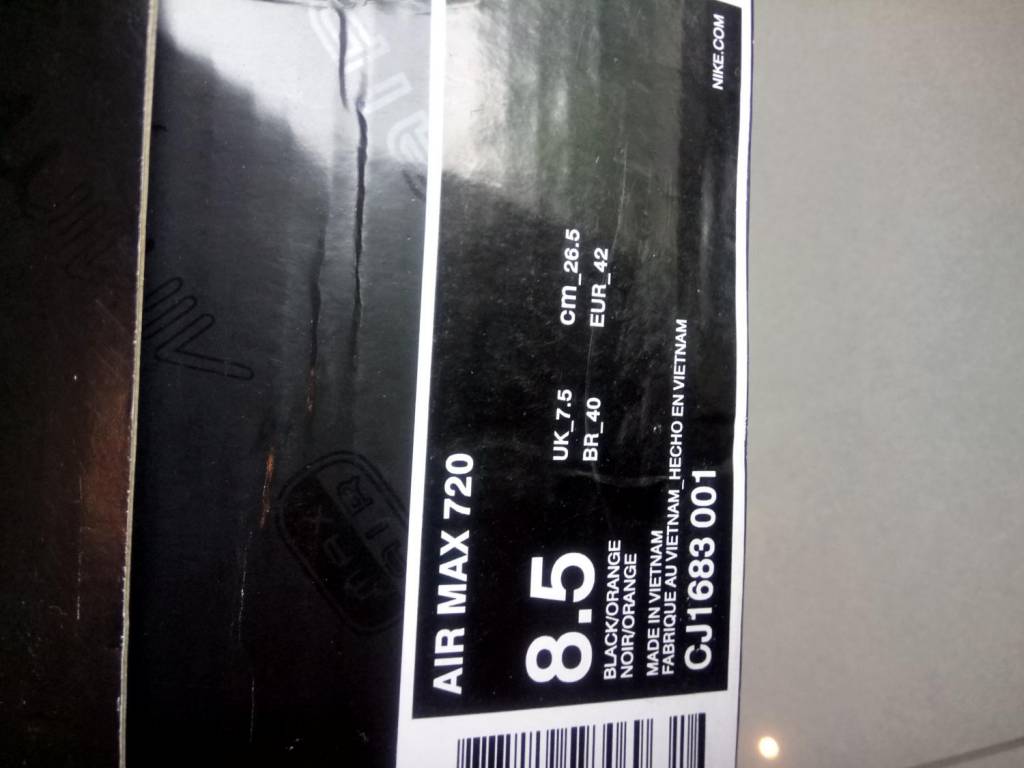 AIR MAX 720
8.5
UK_7.5 cm_26.5
BR_40 EUR_42
BLACK/ORANGE
NOIR/ORANGE
MADE IN VIETNAM
FABRIQUE AU VIETNAM_HECHO EN VIETNAM
CJ1683 001
NIKE.COM